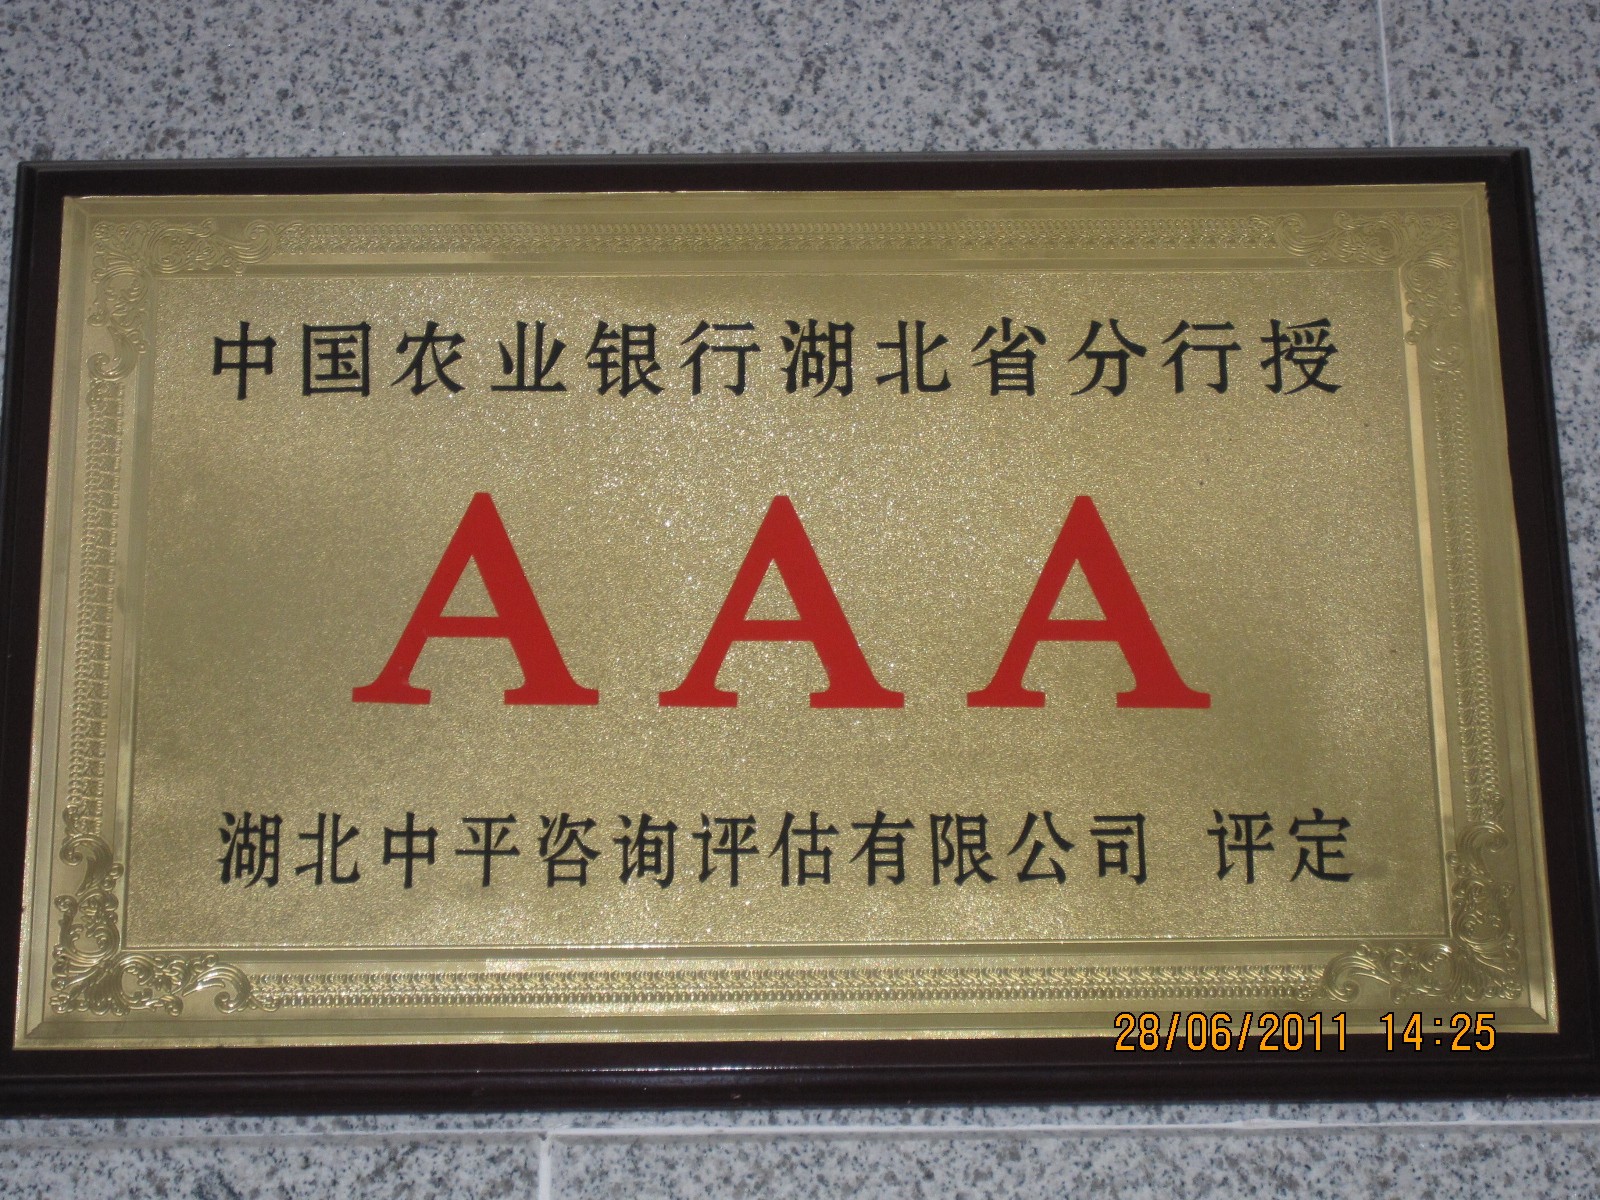 中国农业银行湖北省分行授
AAA
湖北中平咨询评估有限公司 评定
28/06/2011 14:25